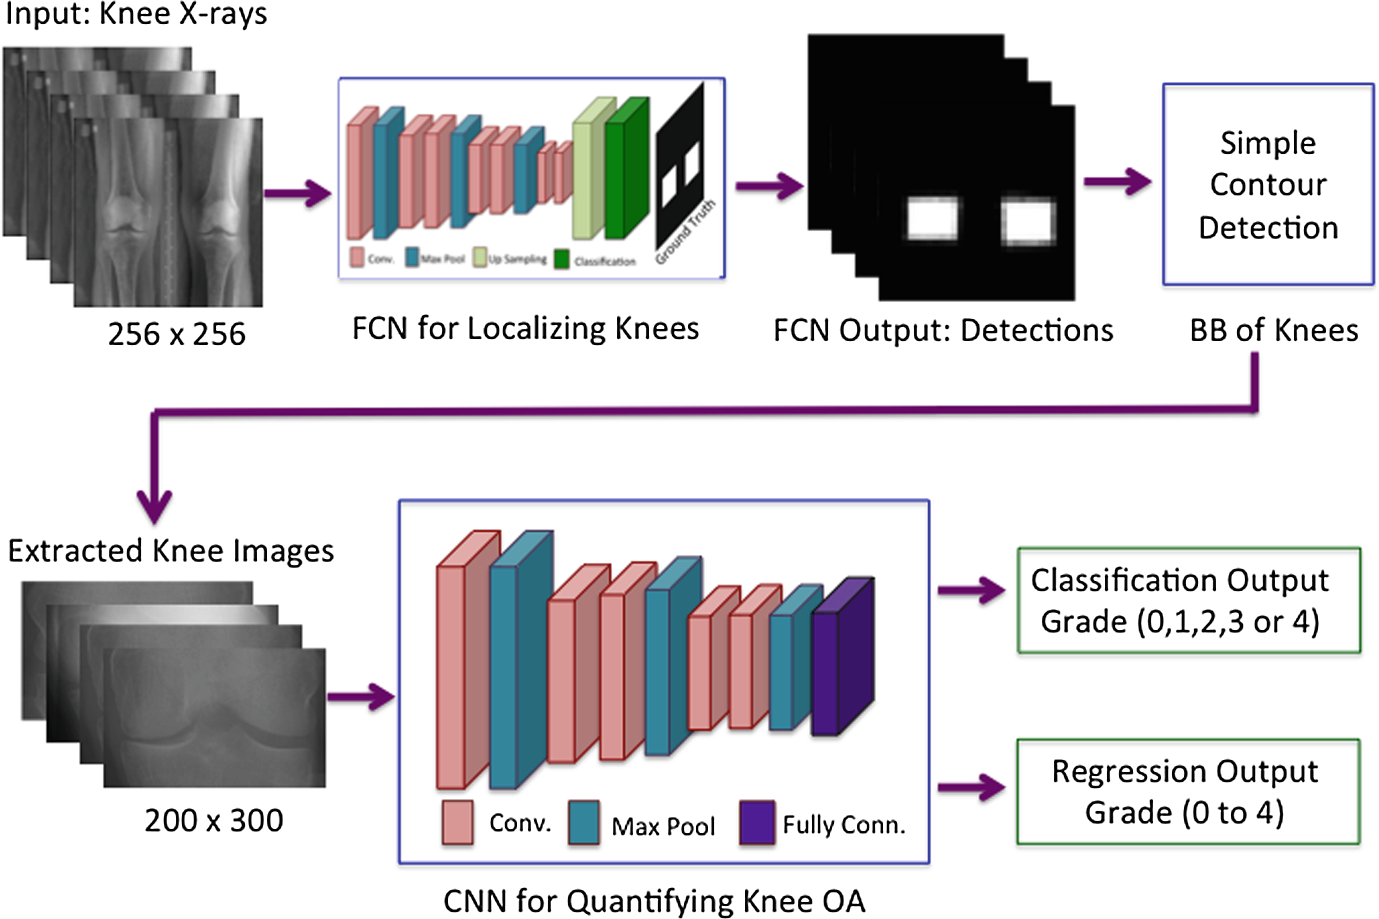 Input: Knee X-rays
256 x 256
Conv.
Max Pool
Up Sampling
Classification
Ground Truth
FCN for Localizing Knees
FCN Output: Detections
Simple
Contour
Detection
BB of Knees
Extracted Knee Images
200 x 300
Conv.
Max Pool
Fully Conn.
CNN for Quantifying Knee OA
Classification Output
Grade (0,1,2,3 or 4)
Regression Output
Grade (0 to 4)